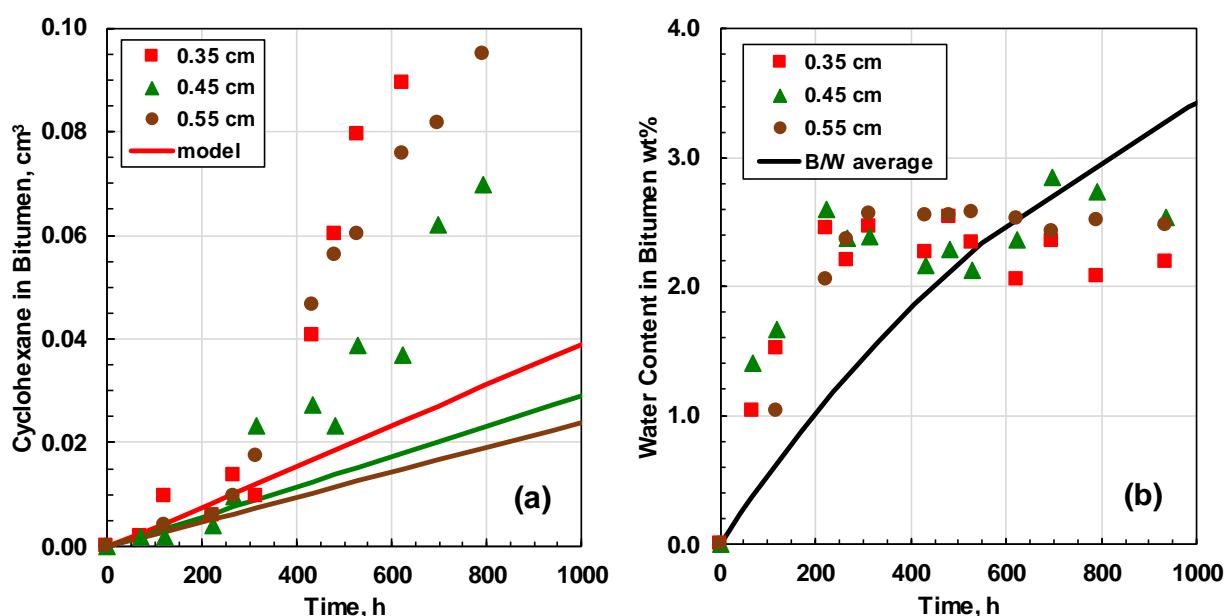 0.10
0.08
0.06
0.04
0.02
0.00
Cyclohexane in Bitumen, cm³
0.35 cm
0.45 cm
0.55 cm
model
(a)
0 200 400 600 800 1000
Time, h
4.0
3.0
2.0
1.0
0.0
Water Content in Bitumen wt%
0.35 cm
0.45 cm
0.55 cm
B/W average
(b)
0 200 400 600 800 1000
Time, h